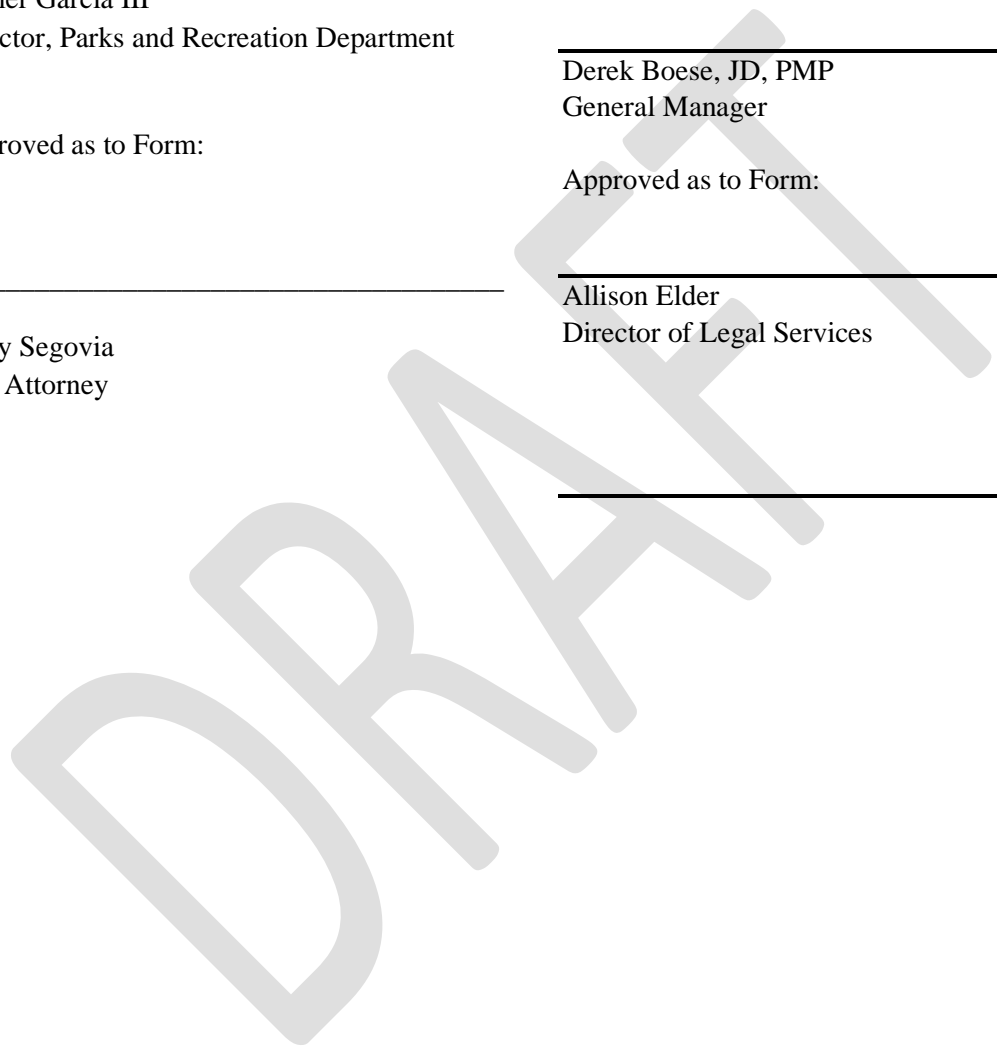 Garcia III
ctor, Parks and Recreation Department
roved as to Form:
y Segovia
Attorney
Derek Boese, JD, PMP
General Manager
Approved as to Form:
Allison Elder
Director of Legal Services
DRAFT